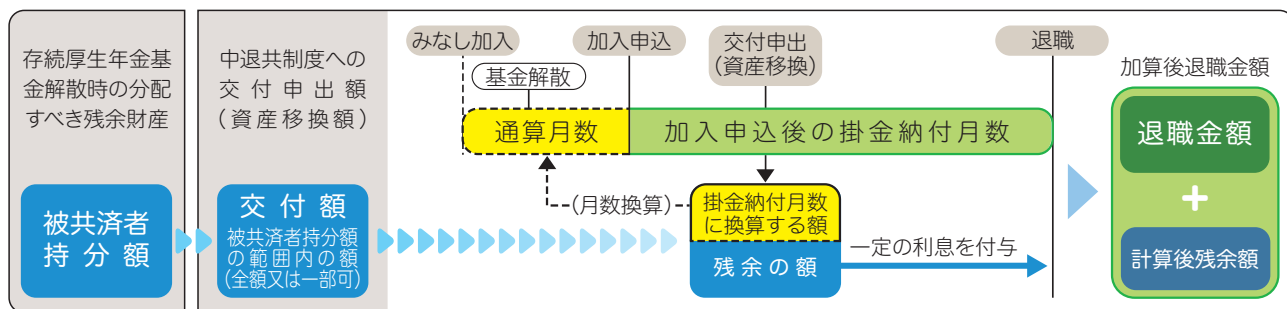 存続厚生年金基
金解散時の分配
すべき残余財産
被共済者
持分額
中退共制度への
交付申出額
(資産移換額)
交付額
被共済者持分額
の範囲内の額
(全額又は一部可)
みなし加入
加入申込
交付申出
(資産移換)
退職
基金解散
通算月数
加入申込後の掛金納付月数
(月数換算)
掛金納付月数
に換算する額
残余の額
一定の利息を付与
加算後退職金額
退職金額
+
計算後残余額